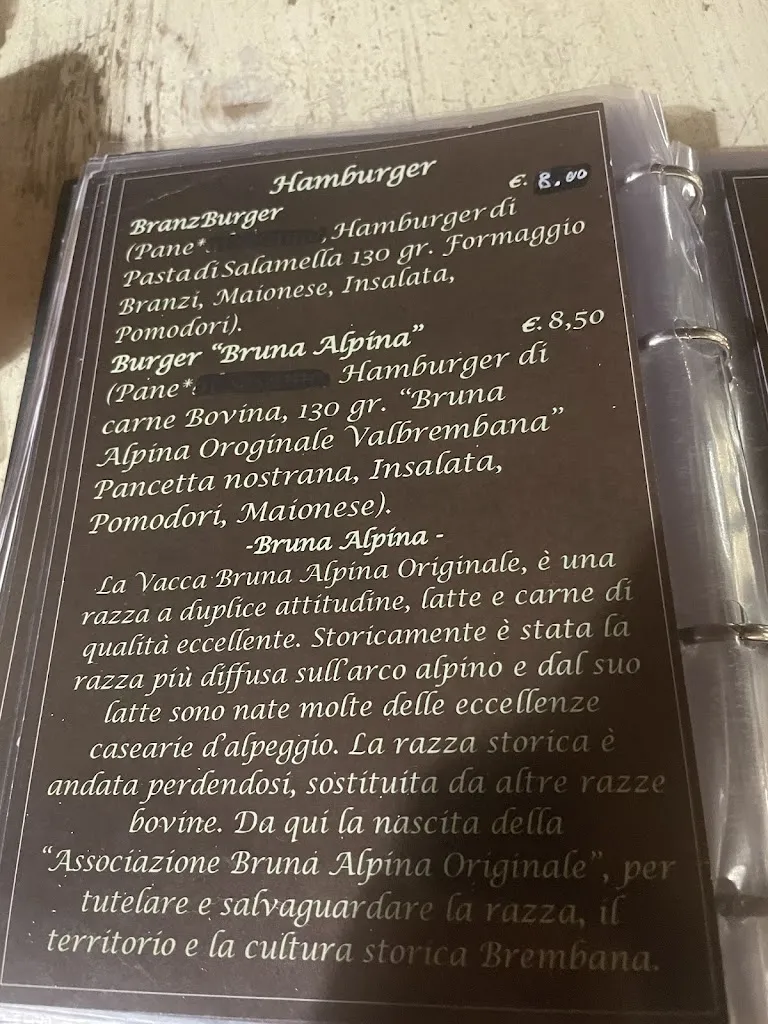 Hamburger
BranzBurger €. 8.00
(Pane* , Hamburger di
Pasta di Salamella 130 gr. Formaggio
Branzi, Maionese, Insalata,
Pomodori).
Burger “Bruna Alpina” €. 8,50
(Pane* Hamburger di
carne Bovina, 130 gr. “Bruna
Alpina Oroginale Valbrembana”
Pancetta nostrana, Insalata,
Pomodori, Maionese).
-Bruna Alpina -
La Vacca Bruna Alpina Originale, è una
razza a duplice attitudine, latte e carne di
qualità eccellente. Storicamente è stata la
razza più diffusa sull'arco alpino e dal suo
latte sono nate molte delle eccellenze
casearie d'alpeggio. La razza storica è
andata perdendosi, sostituita da altre razze
bovine. Da qui la nascita della
“Associazione Bruna Alpina Originale”, per
tutelare e salvaguardare la razza, il
territorio e la cultura storica Brembana.